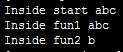 Inside start abc
Inside fun1 abc
Inside fun2 b